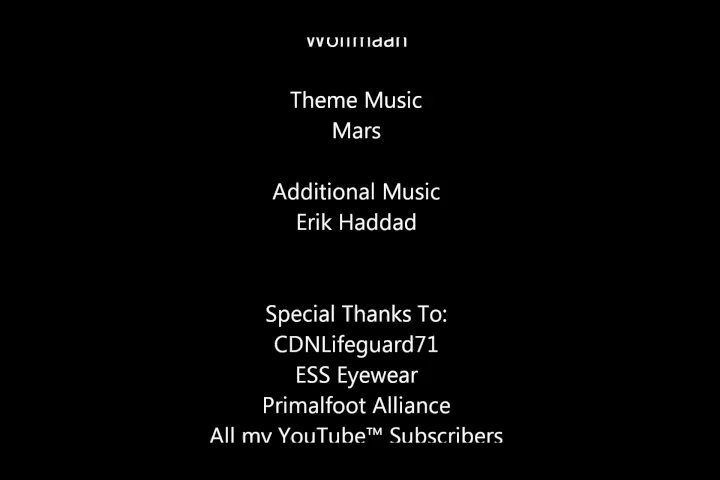 Theme Music
Mars
Additional Music
Erik Haddad
Special Thanks To:
CDNLifeguard71
ESS Eyewear
Primalfoot Alliance
All my YouTube™ Subscribers